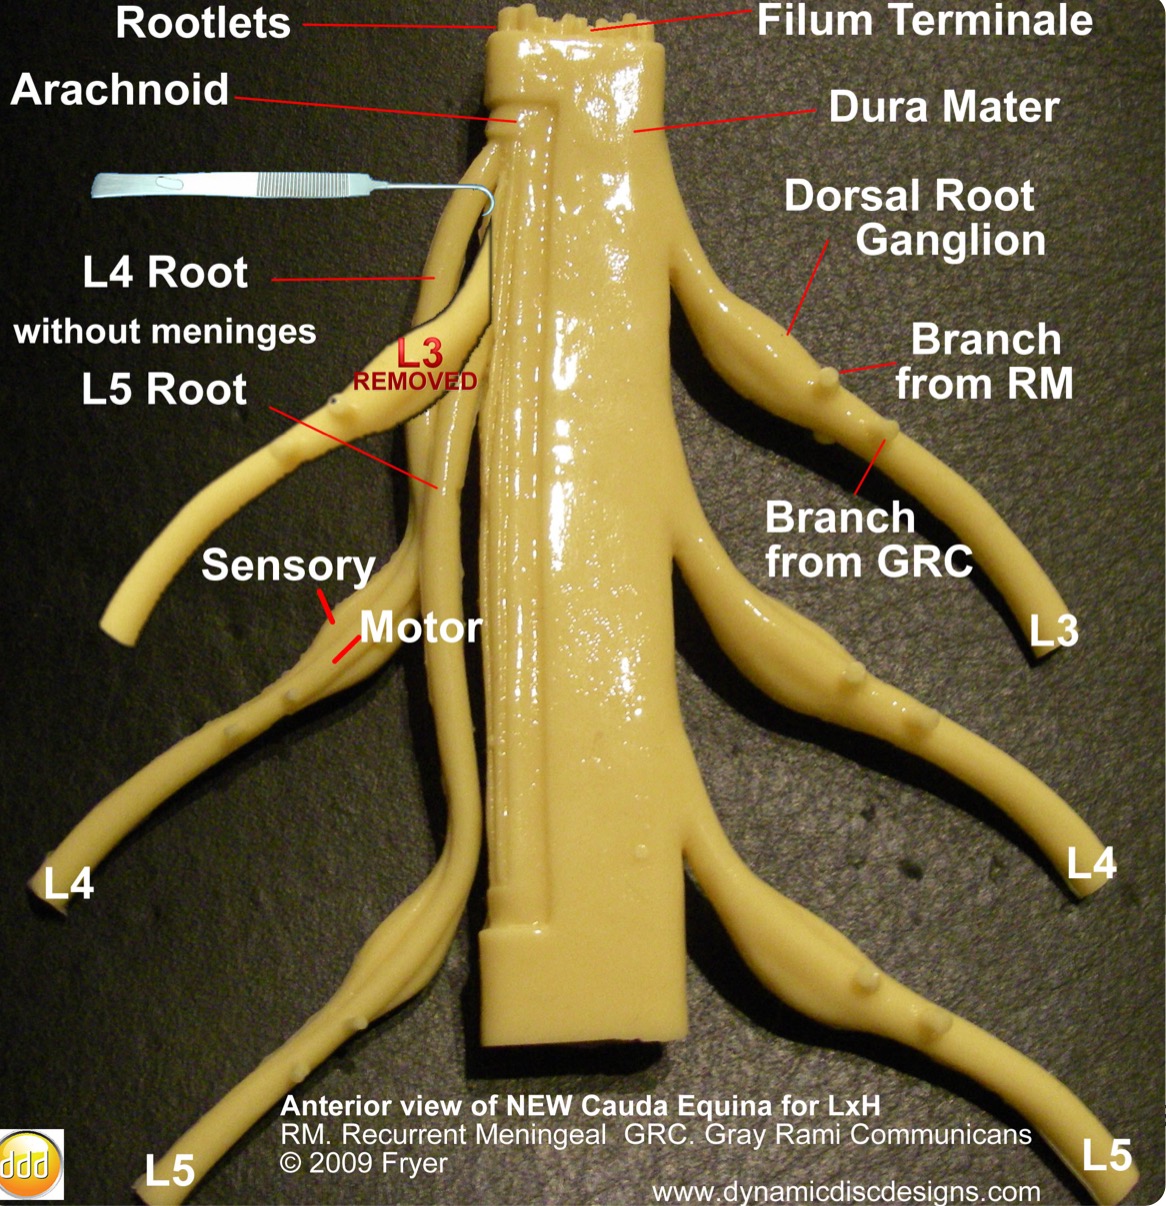 Rootlets
Filum Terminale
Arachnoid
Dura Mater
Dorsal Root
Ganglion
L4 Root
without meninges
L5 Root
L3
REMOVED
Branch
from RM
Branch
from GRC
Sensory
Motor
L3
L4
L4
L5
L5
Anterior view of NEW Cauda Equina for LxH
RM. Recurrent Meningeal GRC. Gray Rami Communicans
© 2009 Fryer
www.dynamicdiscdesigns.com
ddd